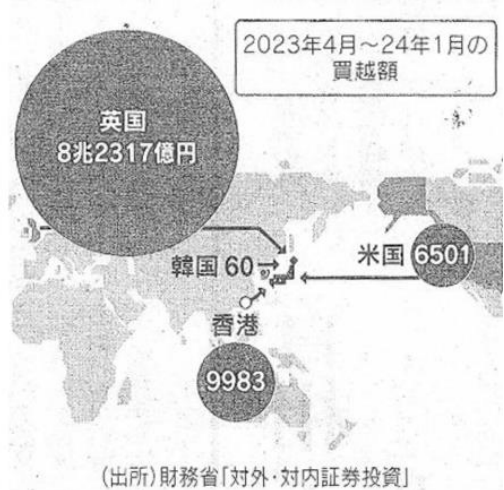 2023年4月～24年1月の
買越額
英国
8兆2317億円
韓国 60
米国 6501
香港
9983
(出所)財務省「対外・対内証券投資」